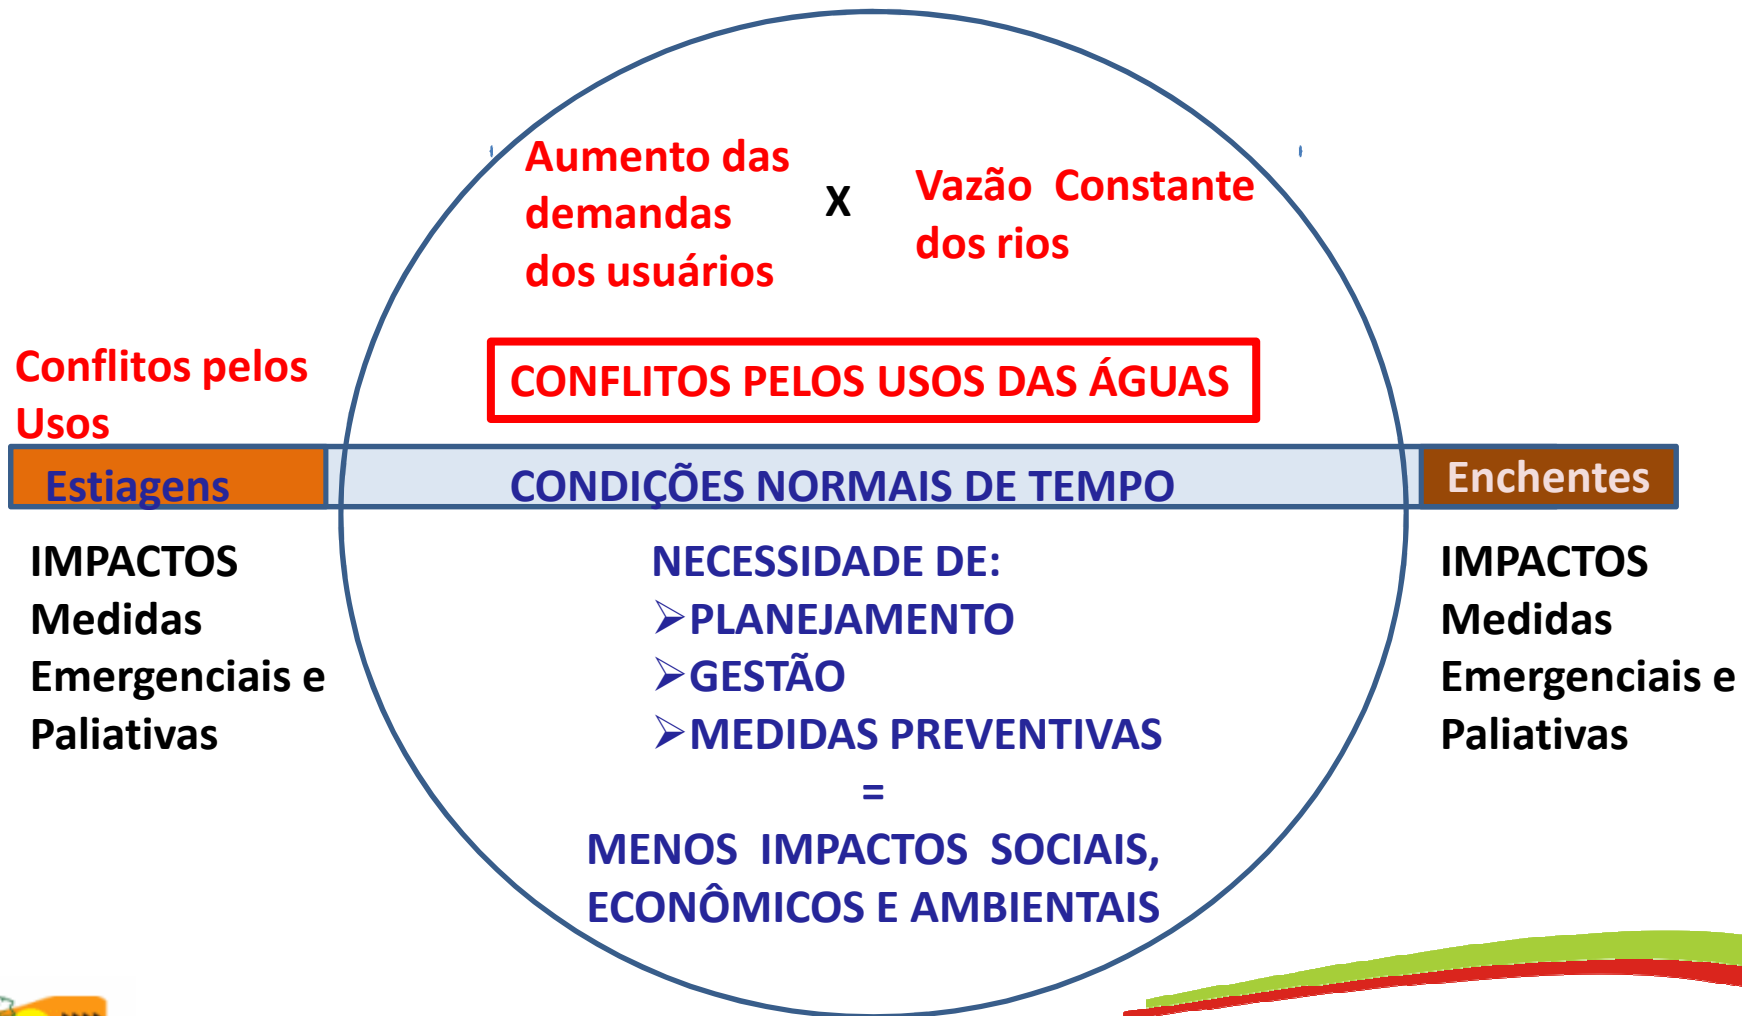 Aumento das
demandas
dos usuários
X
Vazão Constante
dos rios
Conflitos pelos
Usos
CONFLITOS PELOS USOS DAS ÁGUAS
Estiagens
CONDIÇÕES NORMAIS DE TEMPO
Enchentes
IMPACTOS
Medidas
Emergenciais e
Paliativas
NECESSIDADE DE:
➢PLANEJAMENTO
➢GESTÃO
➢MEDIDAS PREVENTIVAS
=
MENOS IMPACTOS SOCIAIS,
ECONÔMICOS E AMBIENTAIS
IMPACTOS
Medidas
Emergenciais e
Paliativas